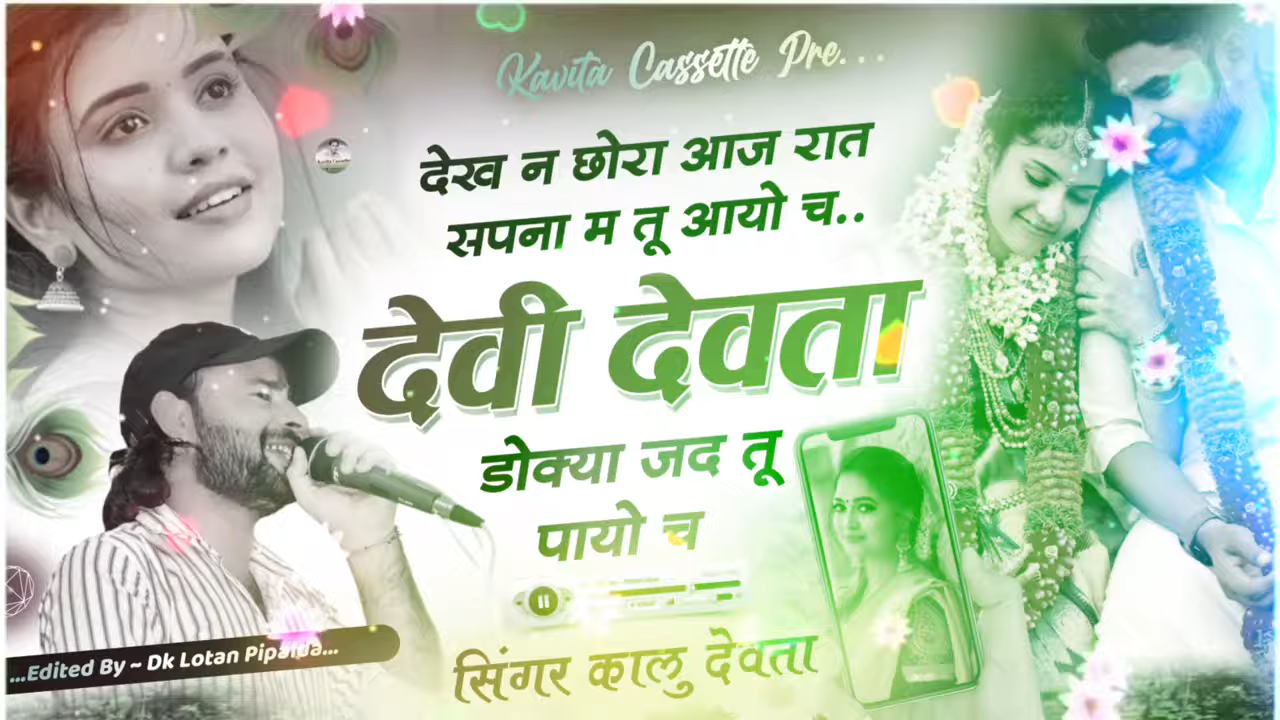 Kavita Cassette Pre...
देख न छोरा आज रात
सपना म तू आयो च..
देवी देवता
डोक्या जद तू
पायो च
सिंगर कालु देवता
...Edited By ~ Dk Lotan Pipalda...